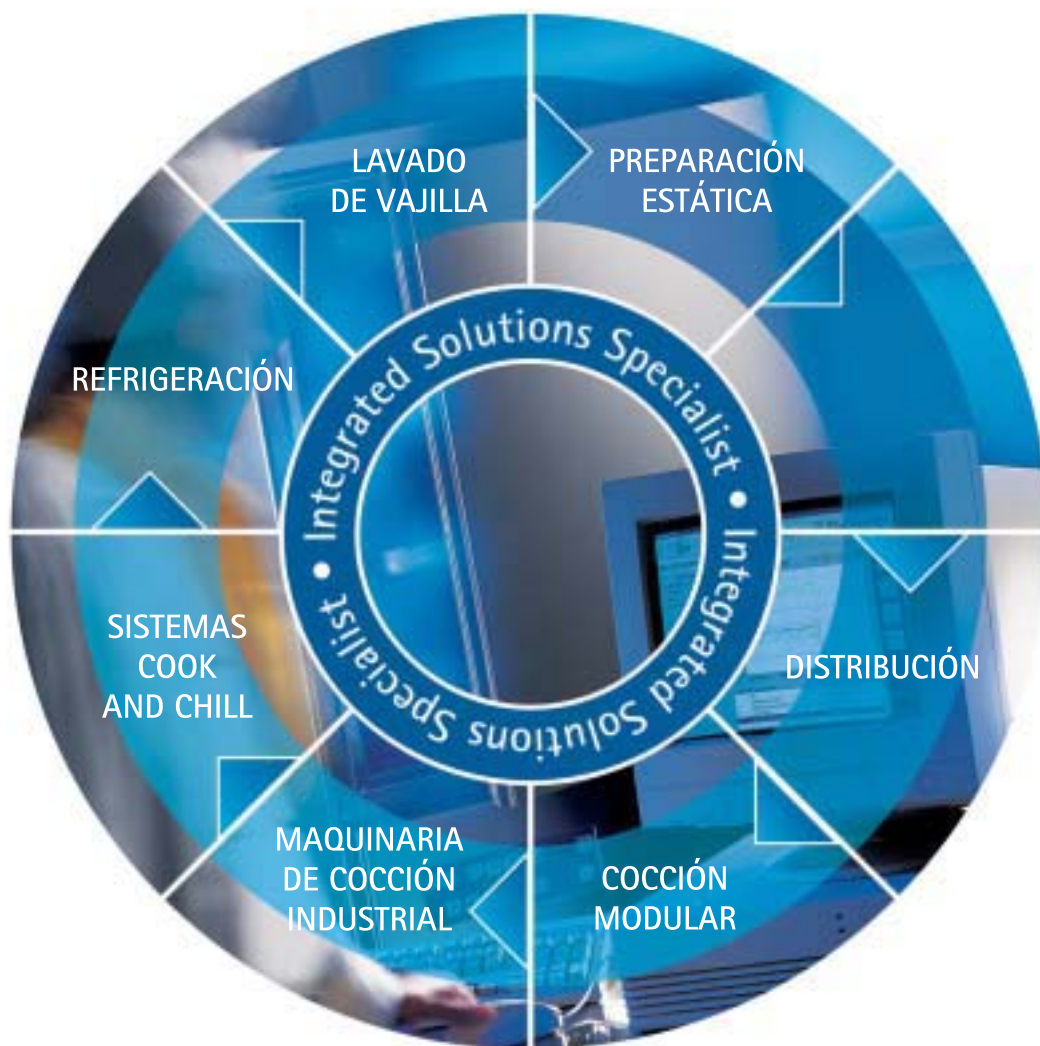 LAVADO
DE VAJILLA
PREPARACIÓN
ESTÁTICA
REFRIGERACIÓN
Integrated Solutions Specialist • Integrated Solutions Specialist •
SISTEMAS
COOK
AND CHILL
DISTRIBUCIÓN
MAQUINARIA
DE COCCIÓN
INDUSTRIAL
COCCIÓN
MODULAR